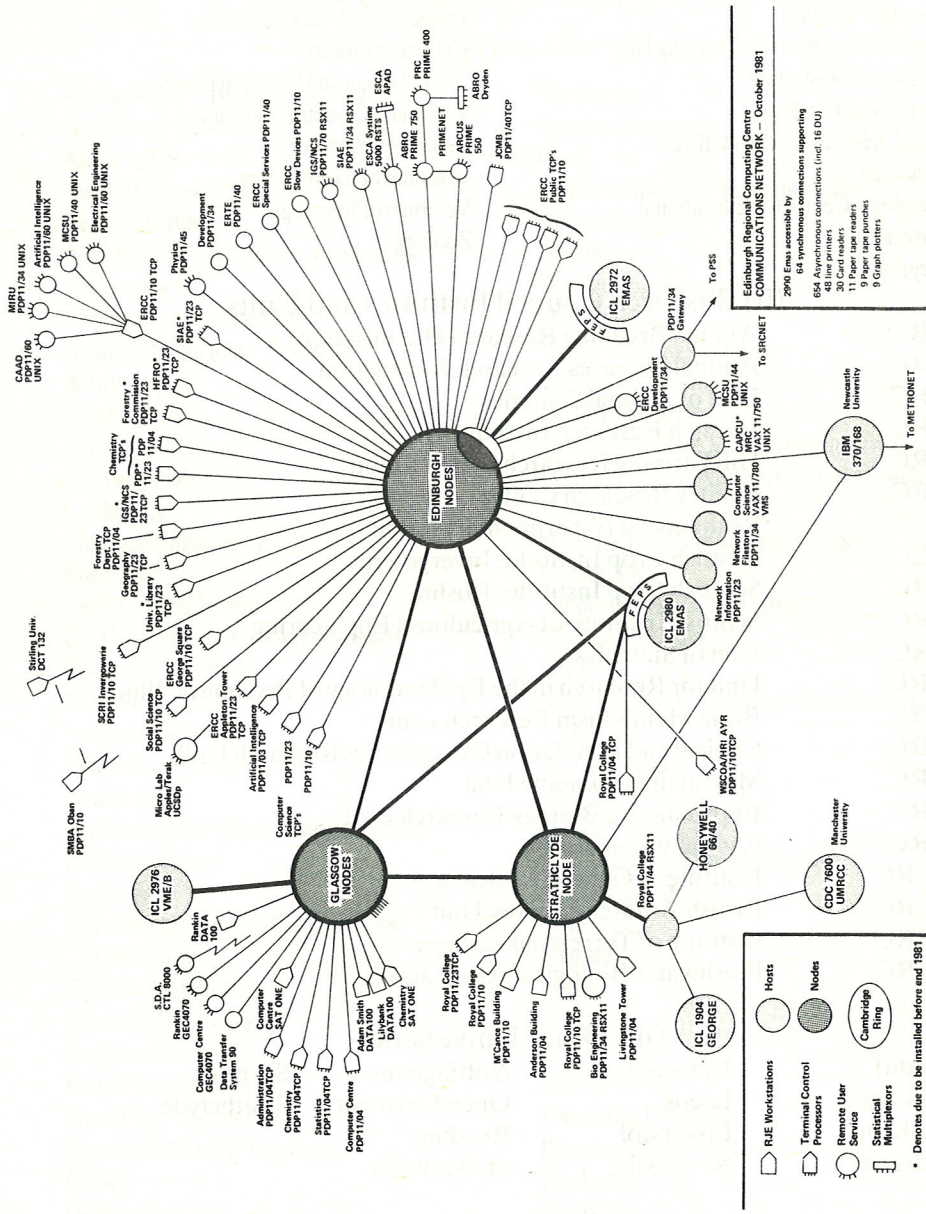 Edinburgh Regional Computing Centre
COMMUNICATIONS NETWORK – October 1981
2900 Emas accessible by
64 synchronous connections supporting
654 Asynchronous connections (incl. 16 DU)
48 line printers
30 Card readers
11 Paper tape readers
9 Paper tape punches
9 Graph plotters
SMBA Oban
PDP11/10
Stirling Univ.
DCT 132
SCRI Invergowrie
PDP11/10 TCP
Social Science
PDP11/10 TCP
Micro Lab
Apples/Terak
UCSDp
ERCC
George Square
PDP11/10 TCP
ERCC
Appleton Tower
PDP11/23
TCP
Artificial Intelligence
PDP11/03 TCP
PDP11/23
PDP11/10
Computer
Science
TCP's
Univ. Library *
PDP11/23
TCP
Geography
PDP11/23
TCP
Forestry
Dept. TCP
PDP11/04
IGS/NCS *
PDP11/
23TCP
Chemistry
TCP's
PDP*
11/23
PDP
11/04
Forestry *
Commission
PDP11/23
TCP
HFRO*
PDP11/23
TCP
CAAD
PDP11/60
UNIX
MRU
PDP11/34 UNIX
Artificial Intelligence
PDP11/60 UNIX
MCSU
PDP11/40 UNIX
Electrical Engineering
PDP11/60 UNIX
ERCC
PDP11/10 TCP
SIAE*
PDP11/23
TCP
Physics
PDP11/45
Development
PDP11/34
ERTE
PDP11/40
ERCC
Special Services PDP11/40
ERCC
Slow Devices PDP11/10
IGS/NCS
PDP11/70 RSX11
SIAE
PDP11/34 RSX11
ESCA Systime
5000 RSTS
ESCA
APAD
ABRO
PRIME 750
PRC
PRIME 400
PRIMENET
ARCUS
PRIME
550
ABRO
Dryden
JCMB
PDP11/40TCP
ERCC
Public TCP's
PDP11/10
EDINBURGH
NODES
FEPS
ICL 2972
EMAS
ERCC
Development
PDP11/34
PDP11/34
Gateway
To PSS
To SRCNET
MCSU
PDP11/44
UNIX
CAPCU*
MRC
VAX 11/750
UNIX
Computer
Science
VAX 11/780
VMS
Network
Filestore
PDP11/34
Network
Information
PDP11/23
FEPS
ICL 2980
EMAS
Newcastle
University
IBM
370/168
To METRONET
Royal College
PDP11/04 TCP
WSCOA/HRI AYR
PDP11/10TCP
GLASGOW
NODES
ICL 2976
VME/B
Rankin
DATA
100
S.D.A.
CTL 8000
Rankin
GEC4070
Computer Centre
GEC4070
Data Transfer
System 90
Computer
Centre
SAT ONE
Administration
PDP11/04TCP
Chemistry
PDP11/04TCP
Statistics
PDP11/04TCP
Computer Centre
PDP11/04
Adam Smith
DATA100
Lilybank
DATA100
Chemistry
SAT ONE
STRATHCLYDE
NODE
Royal College
PDP11/23TCP
Royal College
PDP11/10
M'Cance Building
PDP11/10
Anderson Building
PDP11/04
Royal College
PDP11/10 TCP
Bio Engineering
PDP11/34 RSX11
Livingstone Tower
PDP11/04
Royal College
PDP11/44 RSX11
HONEYWELL
66/40
Manchester
University
CDC 7600
UMRCC
ICL 1904
GEORGE
RJE Workstations
Terminal Control
Processors
Remote User
Service
Statistical
Multiplexors
Hosts
Nodes
Cambridge
Ring
* Denotes due to be installed before end 1981